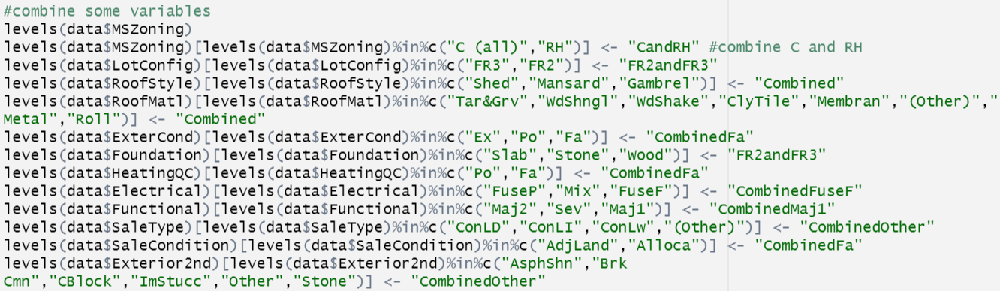 #combine some variables
levels(data$MSZoning)
levels(data$MSZoning)[levels(data$MSZoning)%in%c("C (all)","RH")] <- "CandRH" #combine C and RH
levels(data$LotConfig)[levels(data$LotConfig)%in%c("FR3","FR2")] <- "FR2andFR3"
levels(data$RoofStyle)[levels(data$RoofStyle)%in%c("Shed","Mansard","Gambrel")] <- "Combined"
levels(data$RoofMatl)[levels(data$RoofMatl)%in%c("Tar&Grv","WdShngl","WdShake","ClyTile","Membran","(Other)","
Metal","Roll")] <- "Combined"
levels(data$ExterCond)[levels(data$ExterCond)%in%c("Ex","Po","Fa")] <- "CombinedFa"
levels(data$Foundation)[levels(data$Foundation)%in%c("Slab","Stone","Wood")] <- "FR2andFR3"
levels(data$HeatingQC)[levels(data$HeatingQC)%in%c("Po","Fa")] <- "CombinedFa"
levels(data$Electrical)[levels(data$Electrical)%in%c("FuseP","Mix","FuseF")] <- "CombinedFuseF"
levels(data$Functional)[levels(data$Functional)%in%c("Maj2","Sev","Maj1")] <- "CombinedMaj1"
levels(data$SaleType)[levels(data$SaleType)%in%c("ConLD","ConLI","ConLw","(Other)")] <- "CombinedOther"
levels(data$SaleCondition)[levels(data$SaleCondition)%in%c("AdjLand","Alloca")] <- "CombinedFa"
levels(data$Exterior2nd)[levels(data$Exterior2nd)%in%c("AsphShn","Brk
Cmn","CBlock","ImStucc","Other","Stone")] <- "CombinedOther"